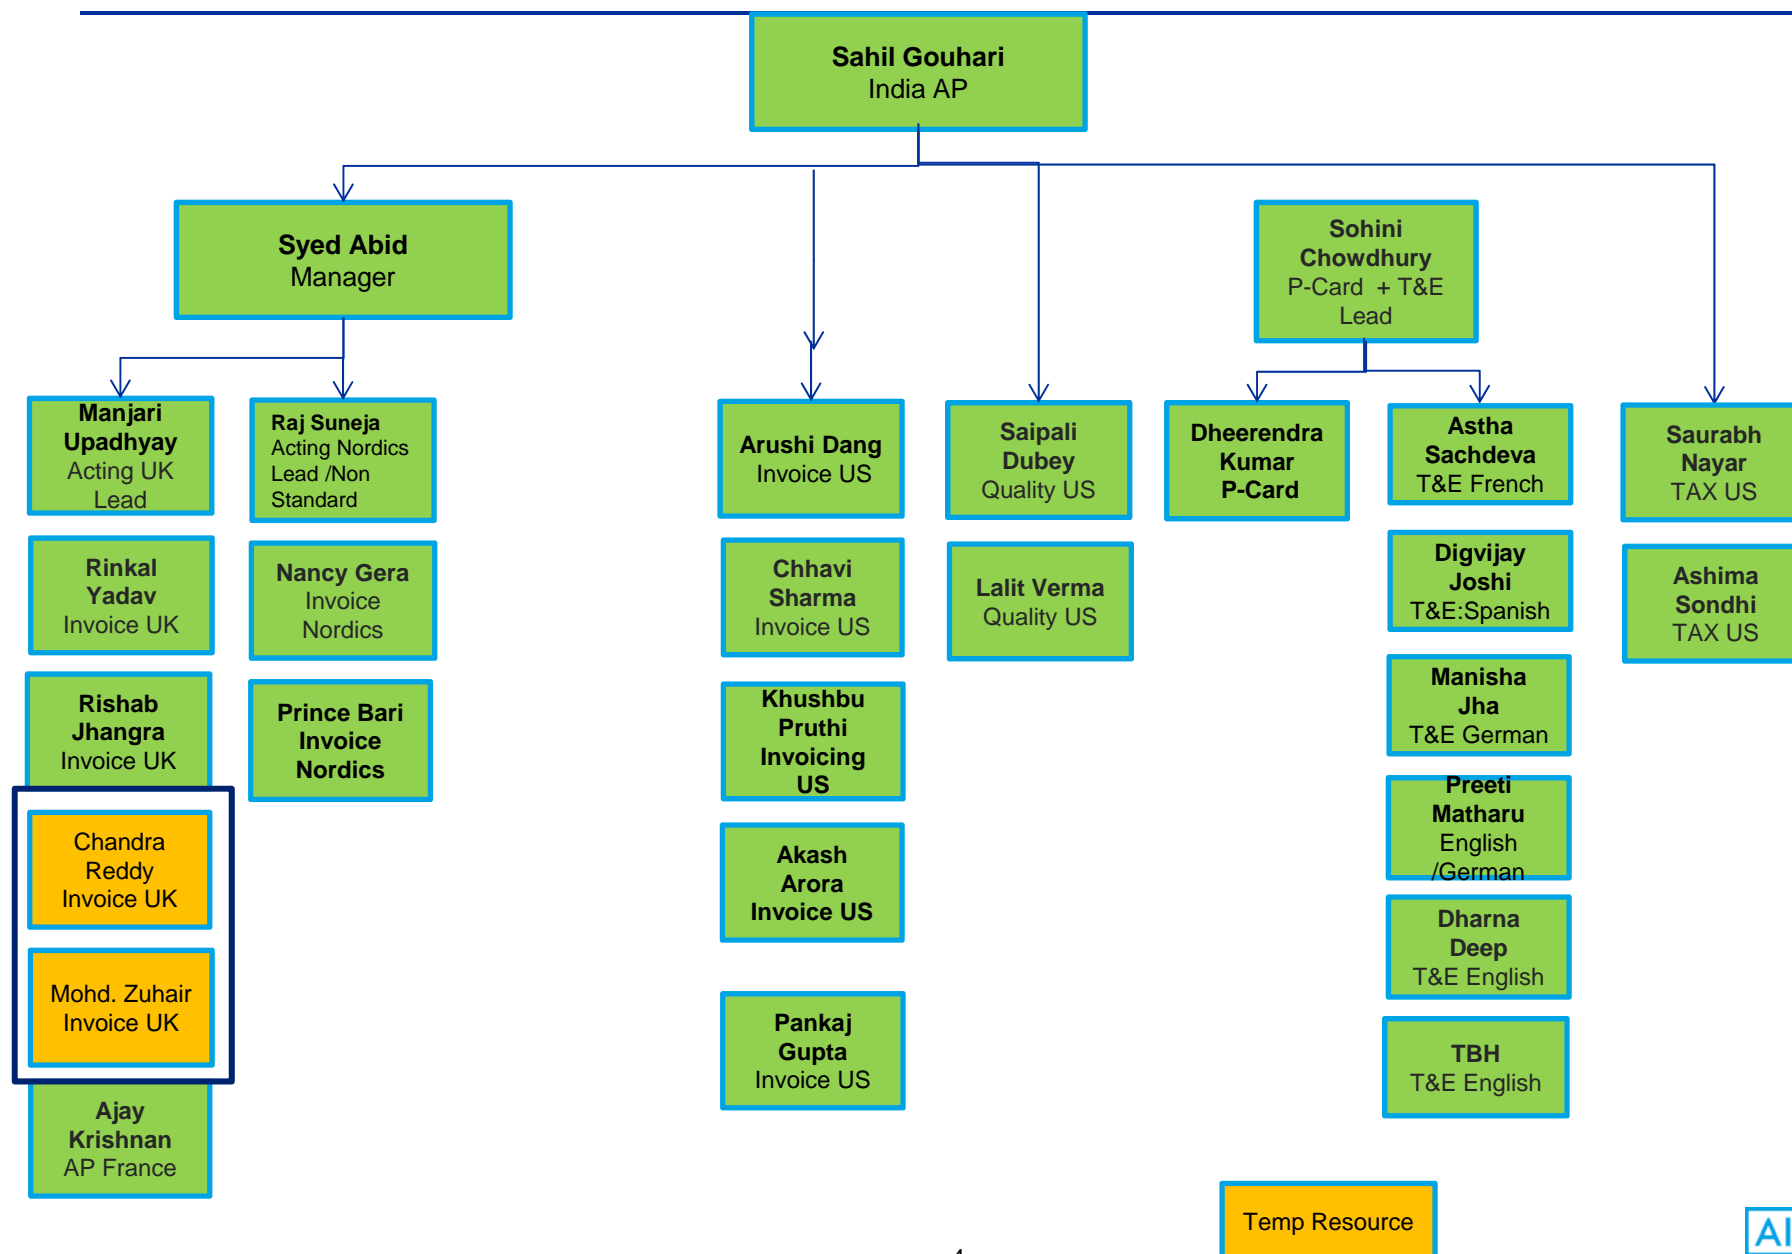 Sahil Gouhari
India AP
Syed Abid
Manager
Sohini
Chowdhury
P-Card + T&E
Lead
Manjari
Upadhyay
Acting UK
Lead
Raj Suneja
Acting Nordics
Lead /Non
Standard
Arushi Dang
Invoice US
Saipali
Dubey
Quality US
Dheerendra
Kumar
P-Card
Astha
Sachdeva
T&E French
Saurabh
Nayar
TAX US
Rinkal
Yadav
Invoice UK
Nancy Gera
Invoice
Nordics
Chhavi
Sharma
Invoice US
Lalit Verma
Quality US
Digvijay
Joshi
T&E:Spanish
Ashima
Sondhi
TAX US
Rishab
Jhangra
Invoice UK
Prince Bari
Invoice
Nordics
Khushbu
Pruthi
Invoicing
US
Manisha
Jha
T&E German
Chandra
Reddy
Invoice UK
Akash
Arora
Invoice US
Preeti
Matharu
English
/German
Mohd. Zuhair
Invoice UK
Pankaj
Gupta
Invoice US
Dharna
Deep
T&E English
TBH
T&E English
Ajay
Krishnan
AP France
Temp Resource